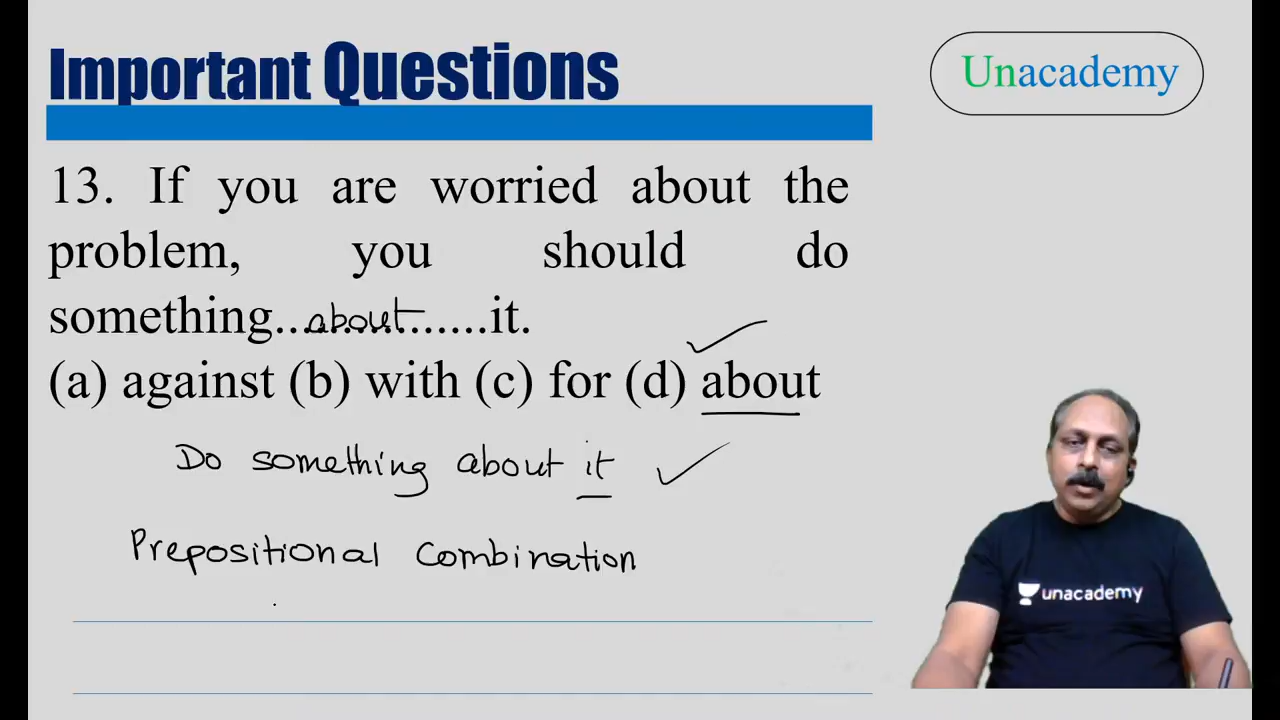 Important Questions
Unacademy
13. If you are worried about the
problem, you should do
something...about...............it.
(a) against (b) with (c) for (d) about
Do something about it
Prepositional Combination
unacademy